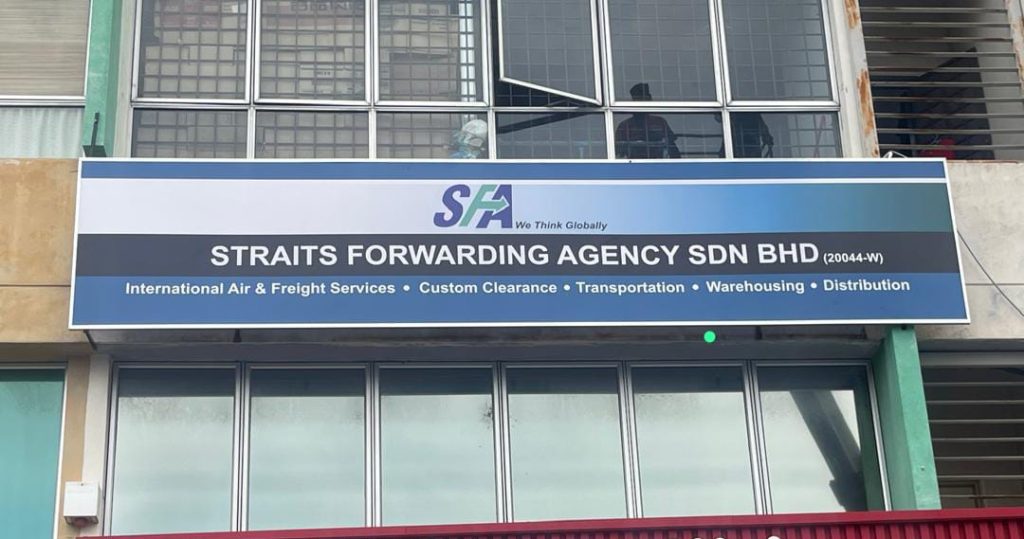 SFA We Think Globally
STRAITS FORWARDING AGENCY SDN BHD (20044-W)
International Air & Freight Services • Custom Clearance • Transportation • Warehousing • Distribution